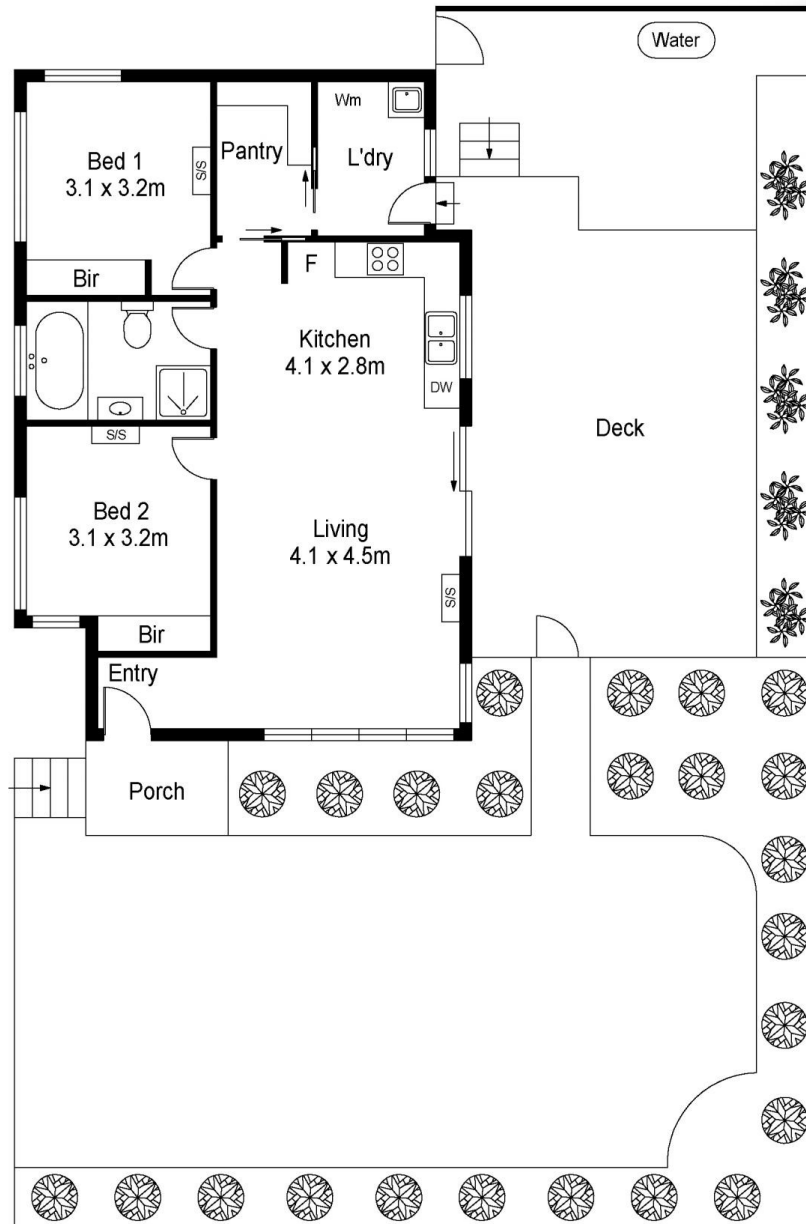 Water
Wm
Bed 1
3.1 x 3.2m
S/S
Pantry
L'dry
Bir
F
Kitchen
4.1 x 2.8m
DW
S/S
Deck
Bed 2
3.1 x 3.2m
Living
4.1 x 4.5m
S/S
Bir
Entry
Porch